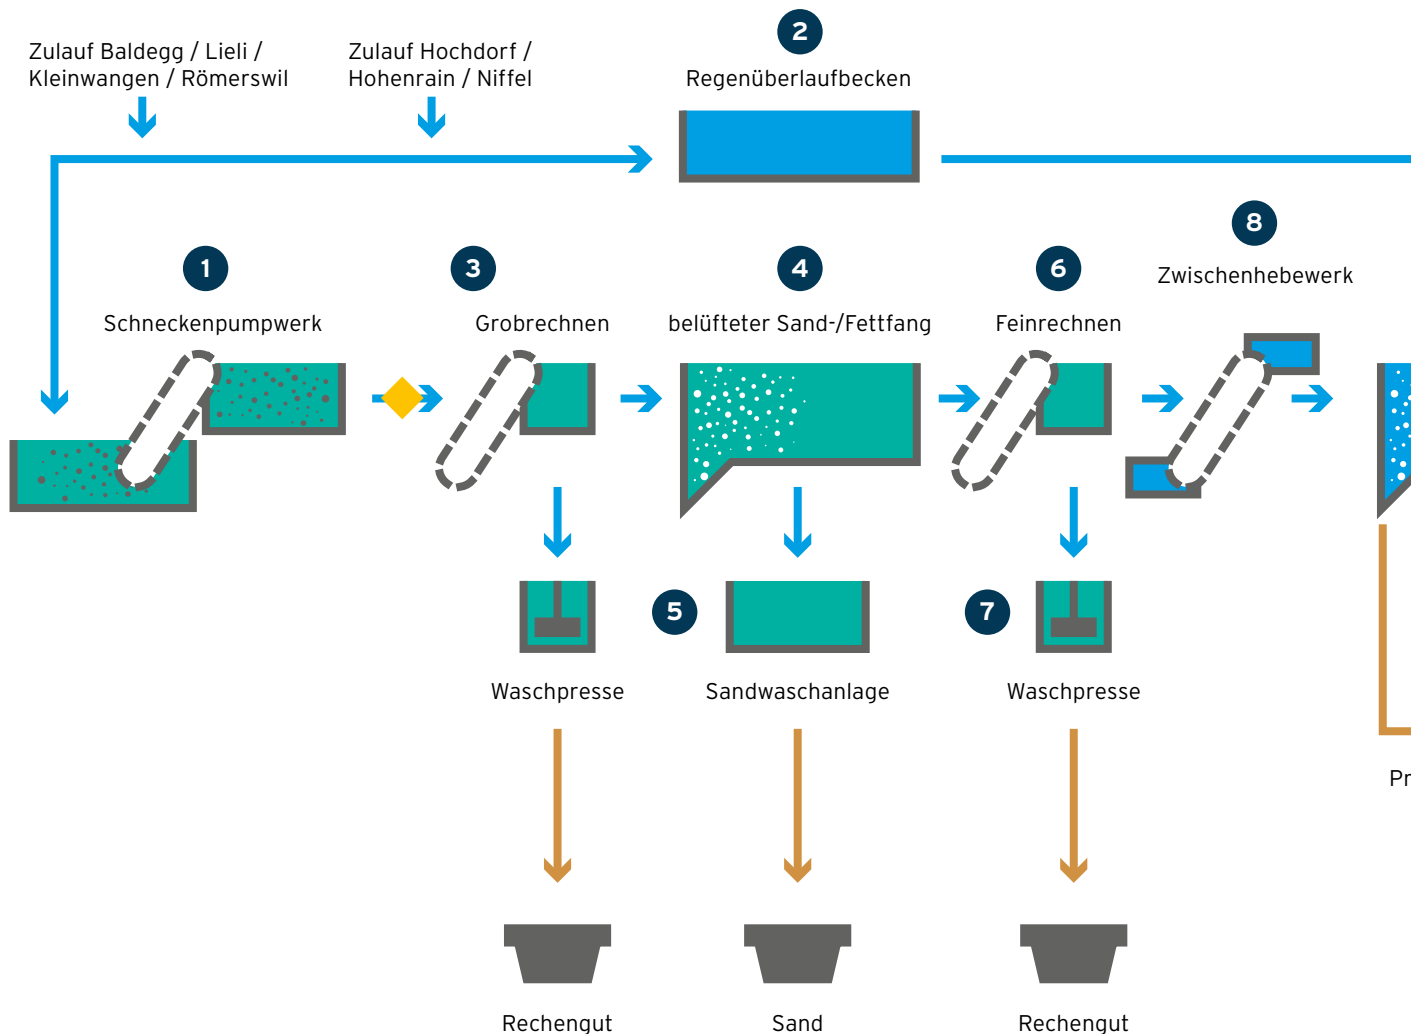 Zulauf Baldegg / Lieli /
Kleinwangen / Römerswil
Zulauf Hochdorf /
Hohenrain / Niffel
2
Regenüberlaufbecken
1
Schneckenpumpwerk
3
Grobrechnen
4
belüfteter Sand-/Fettfang
6
Feinrechnen
8
Zwischenhebewerk
5
7
Waschpresse
Sandwaschanlage
Waschpresse
Pr
Rechengut
Sand
Rechengut